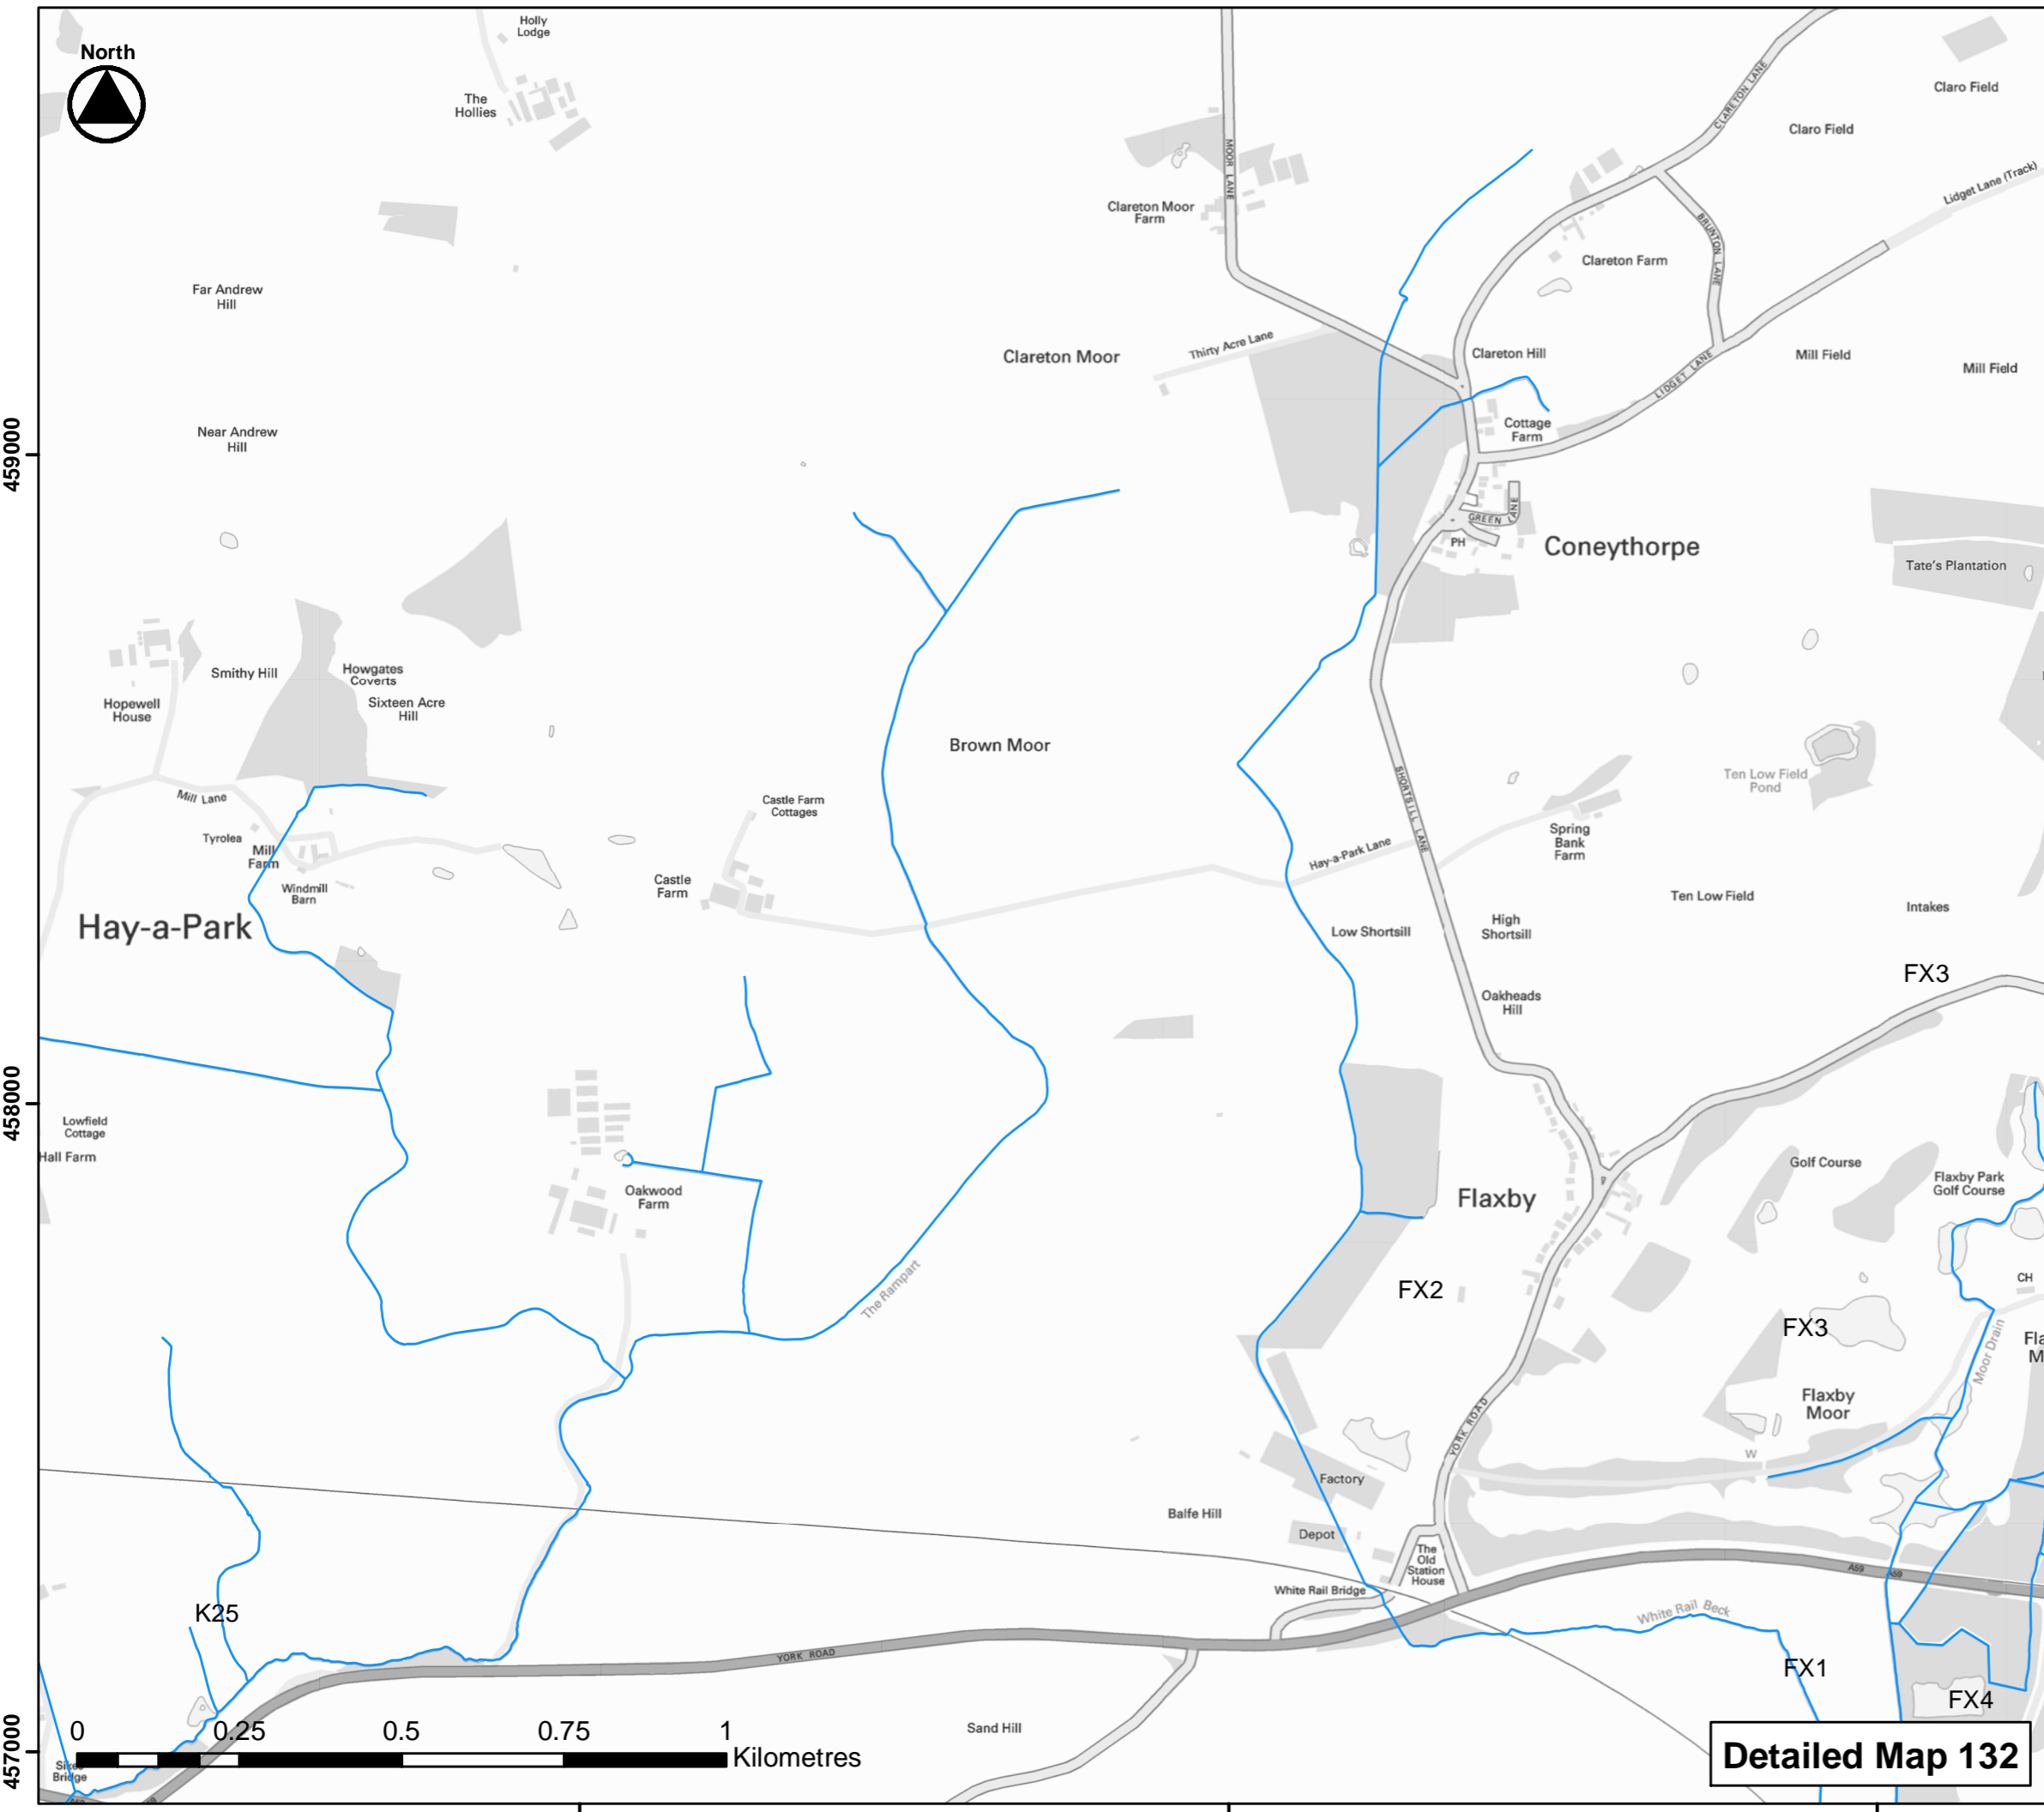 North
Holly
Lodge
The
Hollies
CLARETON LANE
Claro Field
Claro Field
MOOR LANE
Lidget Lane (Track)
Clareton Moor
Farm
BRUNTON LANE
Clareton Farm
Far Andrew
Hill
Thirty Acre Lane
Clareton Moor
Clareton Hill
Mill Field
Mill Field
LIDGET LANE
459000
Near Andrew
Hill
Cottage
Farm
GREEN LANE
PH
Coneythorpe
Tate's Plantation
Smithy Hill
Howgates
Coverts
Sixteen Acre
Hill
Hopewell
House
Brown Moor
Ten Low Field
Pond
Mill Lane
Castle Farm
Cottages
SHORTSILL LANE
Tyrolea
Mill
Farm
Spring
Bank
Farm
Hay-a-Park Lane
Windmill
Barn
Castle
Farm
Ten Low Field
Intakes
Hay-a-Park
Low Shortsill
High
Shortsill
FX3
Oakheads
Hill
458000
Lowfield
Cottage
Hall Farm
Golf Course
Flaxby Park
Golf Course
Oakwood
Farm
Flaxby
The Rampart
FX2
CH
FX3
Moor Drain
Fla
M
Flaxby
Moor
YORK ROAD
W
Factory
Balfe Hill
Depot
The
Old
Station
House
A59
A59
White Rail Bridge
White Rail Beck
K25
YORK ROAD
FX1
FX4
Sand Hill
457000
0
0.25
0.5
0.75
1
Kilometres
Sikes
Bridge
A59
Detailed Map 132